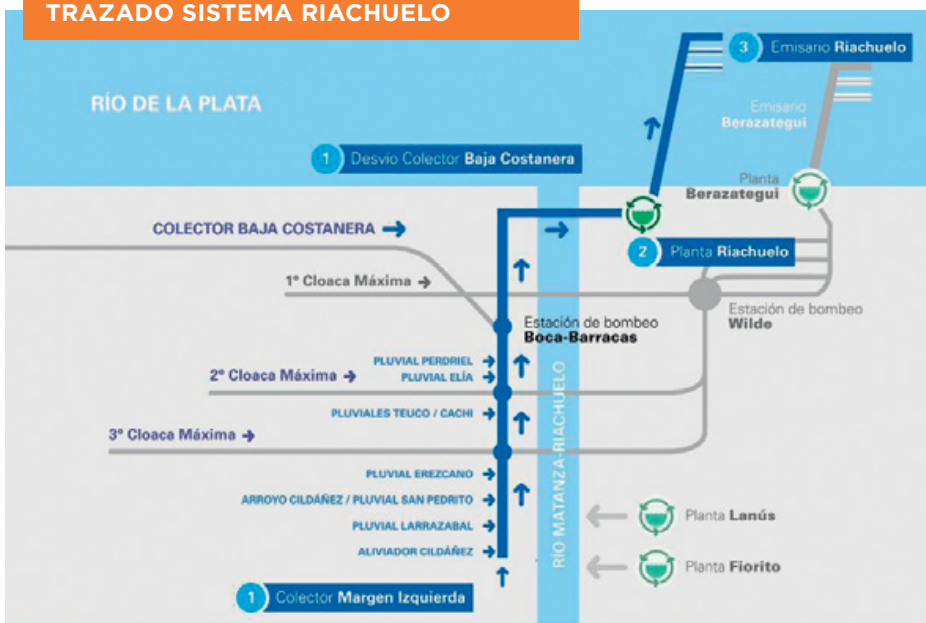 TRAZADO SISTEMA RIACHUELO
3 Emisario Riachuelo
RÍO DE LA PLATA
Emisario
Berazategui
1 Desvío Colector Baja Costanera
Planta
Berazategui
COLECTOR BAJA COSTANERA
2 Planta Riachuelo
1º Cloaca Máxima
Estación de bombeo
Wilde
Estación de bombeo
Boca-Barracas
PLUVIAL PERDRIEL
2º Cloaca Máxima
PLUVIAL ELÍA
PLUVIALES TEUCO / CACHI
3º Cloaca Máxima
RÍO MATANZA-RIACHUELO
PLUVIAL EREZCANO
ARROYO CILDÁÑEZ / PLUVIAL SAN PEDRITO
Planta Lanús
PLUVIAL LARRAZABAL
ALIVIADOR CILDÁÑEZ
Planta Fiorito
1 Colector Margen Izquierda